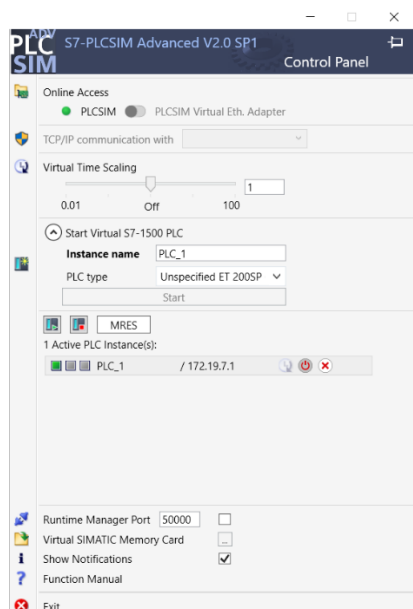 PLC ADV
SIM
S7-PLCSIM Advanced V2.0 SP1
Control Panel
Online Access
PLCSIM PLCSIM Virtual Eth. Adapter
TCP/IP communication with
Virtual Time Scaling
1
0.01 Off 100
Start Virtual S7-1500 PLC
Instance name PLC_1
PLC type Unspecified ET 200SP
Start
MRES
1 Active PLC Instance(s):
PLC_1 / 172.19.7.1
Runtime Manager Port 50000
Virtual SIMATIC Memory Card ...
Show Notifications
Function Manual
Exit